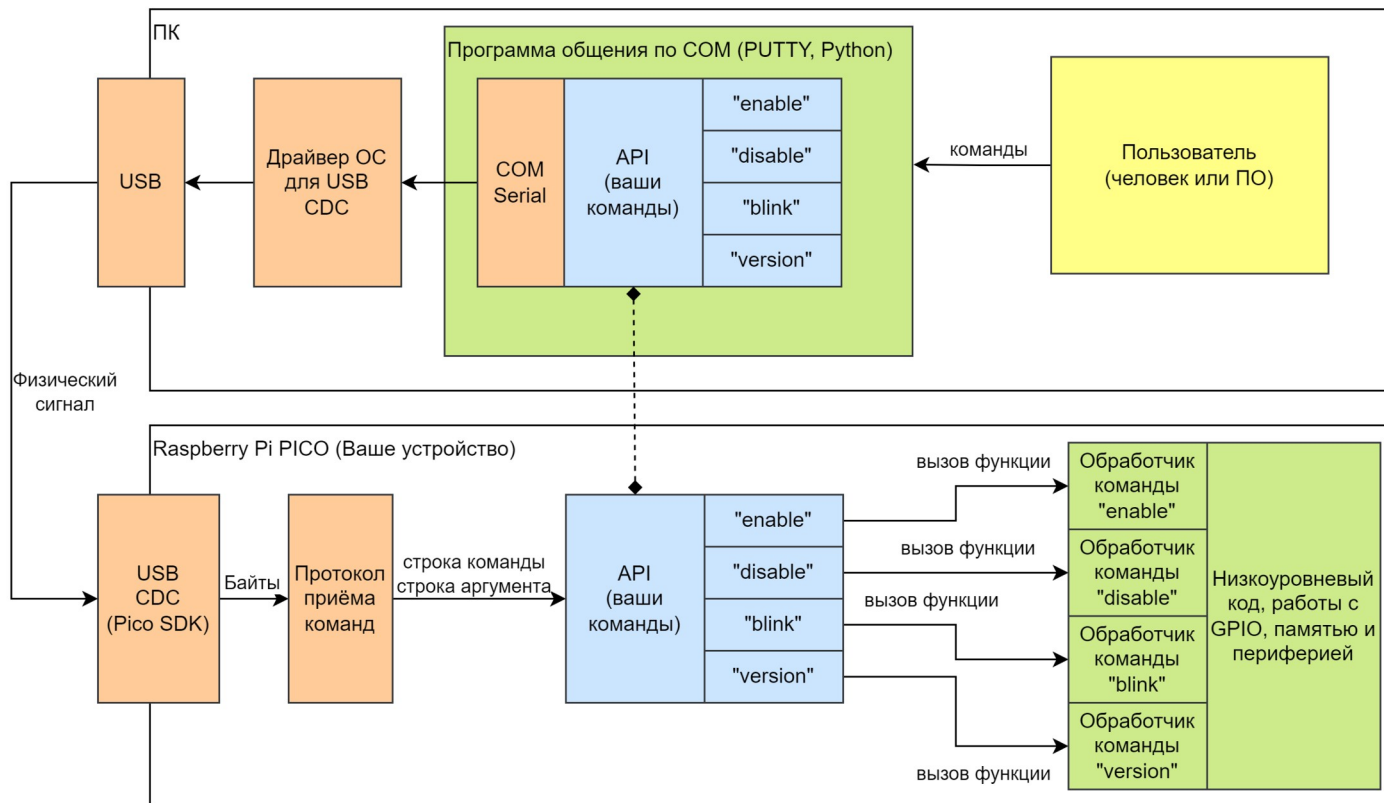 ПК
Программа общения по COM (PUTTY, Python)
USB
Драйвер ОС
для USB
CDC
COM
Serial
API
(ваши
команды)
"enable"
"disable"
"blink"
"version"
команды
Пользователь
(человек или ПО)
Физический
сигнал
Raspberry Pi PICO (Ваше устройство)
USB
CDC
(Pico SDK)
Байты
Протокол
приёма
команд
строка команды
строка аргумента
API
(ваши
команды)
"enable"
"disable"
"blink"
"version"
вызов функции
вызов функции
вызов функции
вызов функции
Обработчик
команды
"enable"
Обработчик
команды
"disable"
Обработчик
команды
"blink"
Обработчик
команды
"version"
Низкоуровневый
код, работы с
GPIO, памятью и
периферией